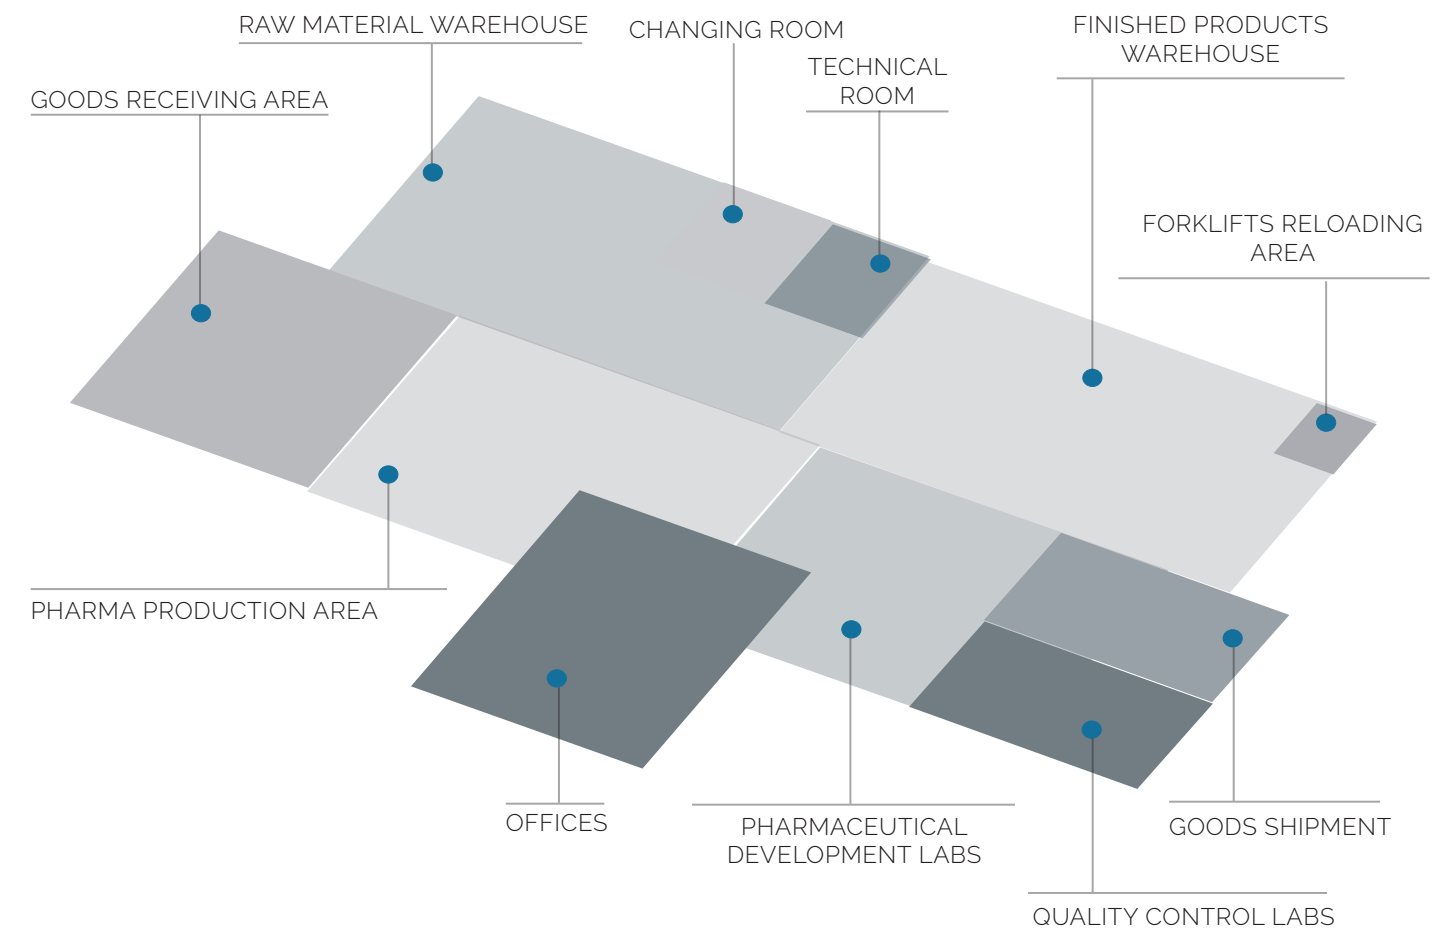 RAW MATERIAL WAREHOUSE
CHANGING ROOM
FINISHED PRODUCTS
WAREHOUSE
TECHNICAL
ROOM
GOODS RECEIVING AREA
FORKLIFTS RELOADING
AREA
PHARMA PRODUCTION AREA
OFFICES
PHARMACEUTICAL
DEVELOPMENT LABS
GOODS SHIPMENT
QUALITY CONTROL LABS